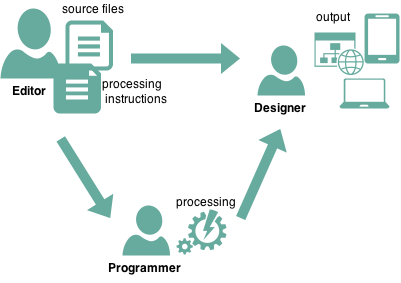 source files
output
Editor
processing
instructions
Designer
processing
Programmer